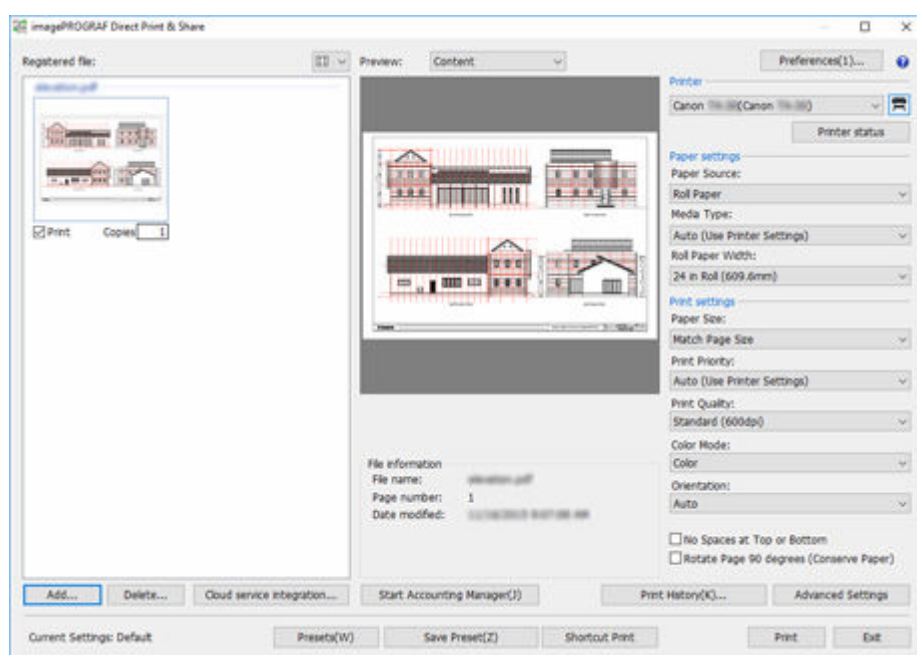 imagePROGRAF Direct Print & Share
Registered file:
Preview:
Content
Preferences(1)...
Print
Copies
1
File information
File name:
Page number: 1
Date modified:
Printer
Canon (Canon )
Printer status
Paper settings
Paper Source:
Roll Paper
Media Type:
Auto (Use Printer Settings)
Roll Paper Width:
24 in Roll (609.6mm)
Print settings
Paper Size:
Match Page Size
Print Priority:
Auto (Use Printer Settings)
Print Quality:
Standard (600dpi)
Color Mode:
Color
Orientation:
Auto
No Spaces at Top or Bottom
Rotate Page 90 degrees (Conserve Paper)
Add...
Delete...
Cloud service integration...
Start Accounting Manager(J)
Print History(K)...
Advanced Settings
Current Settings: Default
Presets(W)
Save Preset(Z)
Shortcut Print
Print
Exit